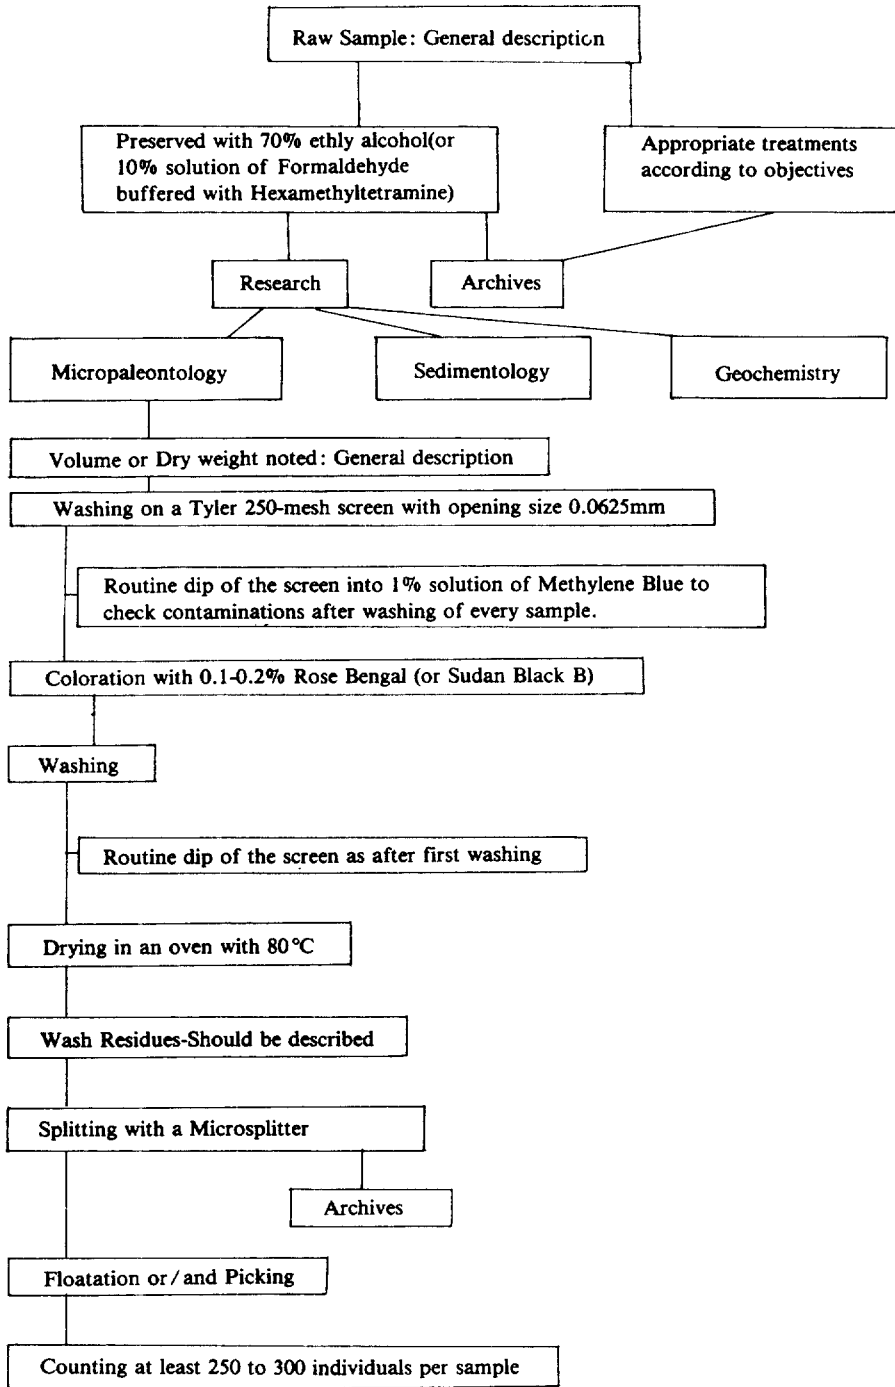 Raw Sample: General description
Preserved with 70% ethly alcohol(or
10% solution of Formaldehyde
buffered with Hexamethyltetramine)
Appropriate treatments
according to objectives
Research
Archives
Micropaleontology
Sedimentology
Geochemistry
Volume or Dry weight noted: General description
Washing on a Tyler 250-mesh screen with opening size 0.0625mm
Routine dip of the screen into 1% solution of Methylene Blue to
check contaminations after washing of every sample.
Coloration with 0.1-0.2% Rose Bengal (or Sudan Black B)
Washing
Routine dip of the screen as after first washing
Drying in an oven with 80°C
Wash Residues-Should be described
Splitting with a Microsplitter
Archives
Floatation or/and Picking
Counting at least 250 to 300 individuals per sample